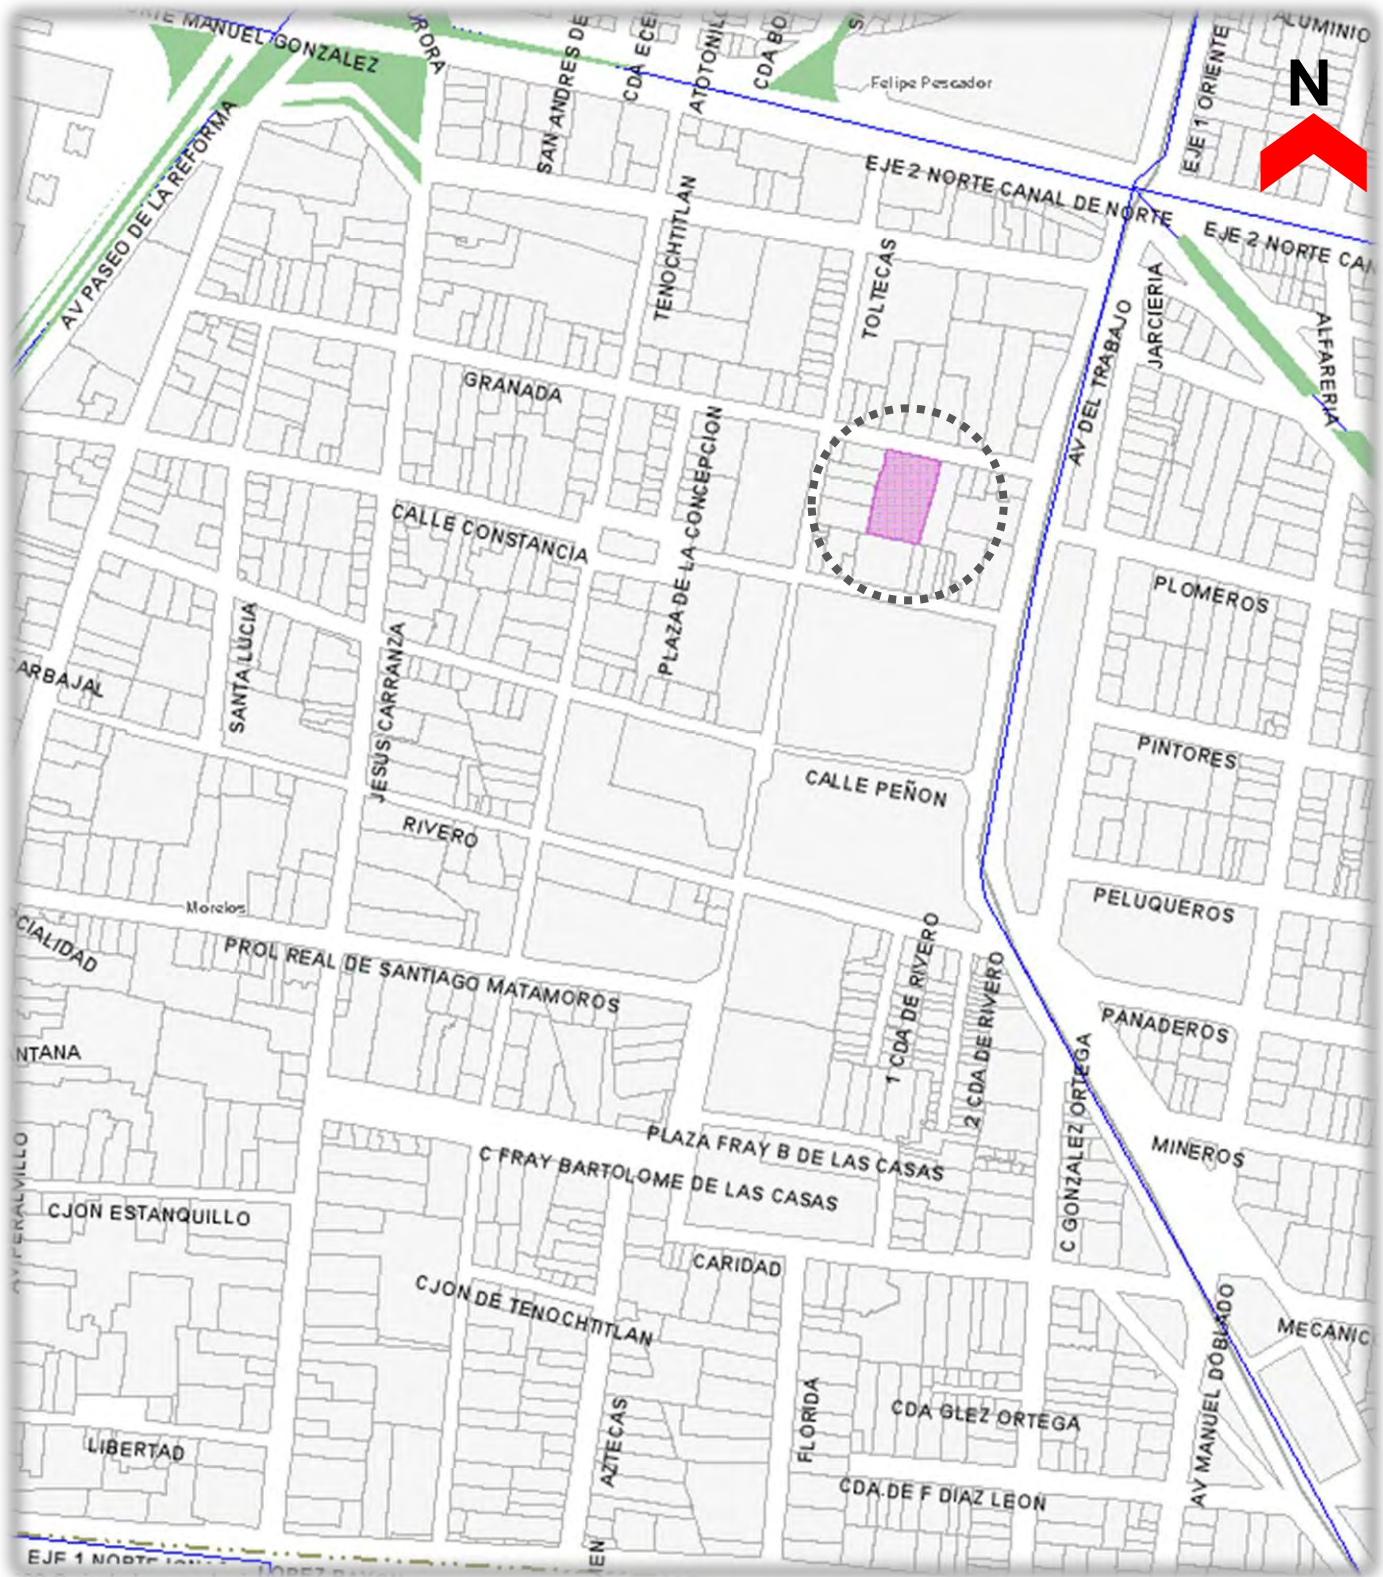 MANUEL GONZALEZ
SAN ANDRES DE
CDA ECE
ATOTONIL
CDA BO
ALUMINIO
N
Felipe Pescador
EJE 1 ORIENTE
AV PASEO DE LA REFORMA
EJE 2 NORTE CANAL DE NORTE
EJE 2 NORTE CAN
TENOCHTITLAN
TOLTECAS
JARCIERIA
ALFARERIA
AV DEL TRABAJO
GRANADA
PLAZA DE LA CONCEPCION
CALLE CONSTANCIA
PLOMEROS
SANTA LUCIA
JESUS CARRANZA
ARBAJAL
PINTORES
CALLE PEÑON
RIVERO
PELUQUEROS
Morelos
CIALIDAD
PROL REAL DE SANTIAGO MATAMOROS
1 CDA DE RIVERO
2 CDA DE RIVERO
PANADEROS
NTANA
C GONZALEZ ORTEGA
PLAZA FRAY B DE LAS CASAS
MINEROS
C FRAY BARTOLOME DE LAS CASAS
AV PERALVILLO
CJON ESTANQUILLO
CARIDAD
CJON DE TENOCHTITLAN
MECANIC
AV MANUEL DOBLADO
FLORIDA
CDA GLEZ ORTEGA
AZTECAS
LIBERTAD
CDA DE F DIAZ LEON
EJE 1 NORTE